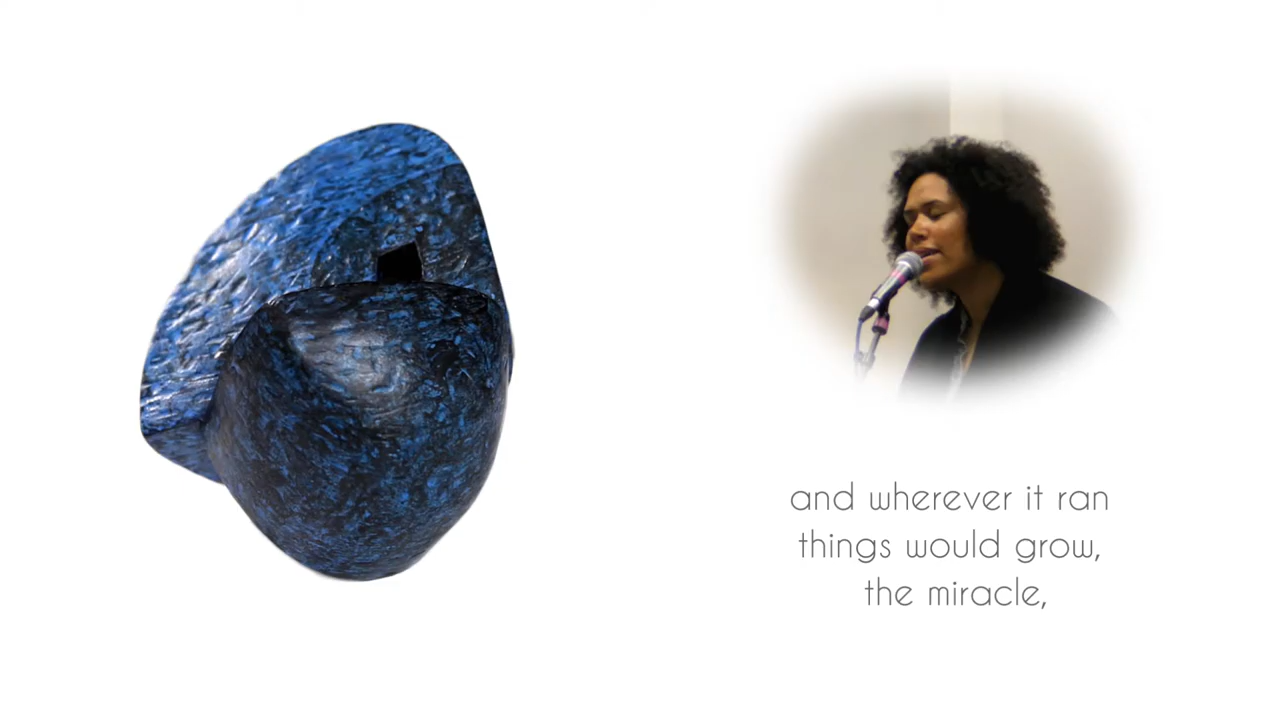 and wherever it ran
things would grow,
the miracle,